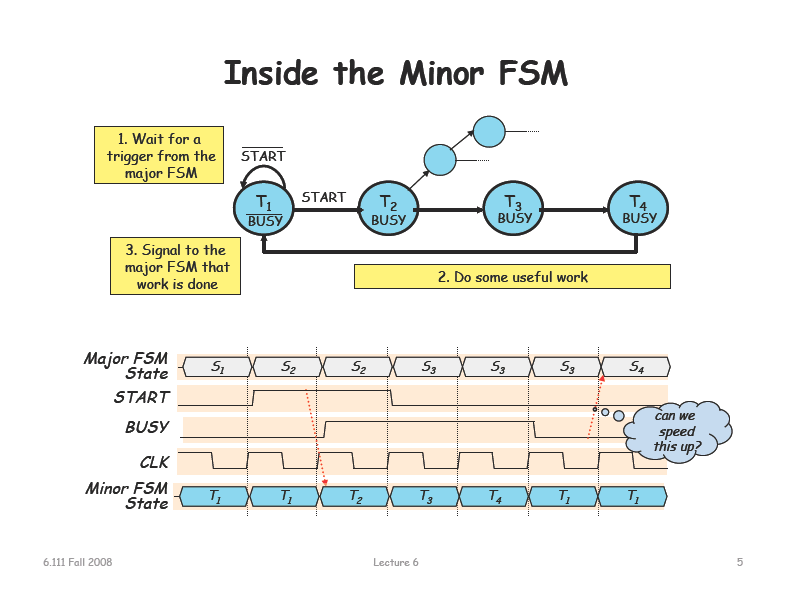 Inside the Minor FSM
1. Wait for a
trigger from the
major FSM
START
START
T1
BUSY
T2
BUSY
T3
BUSY
T4
BUSY
3. Signal to the
major FSM that
work is done
2. Do some useful work
Major FSM
State
S1 S2 S2 S3 S3 S3 S4
START
BUSY
can we
speed
this up?
CLK
Minor FSM
State
T1 T1 T2 T3 T4 T1 T1
6.111 Fall 2008 Lecture 6 5